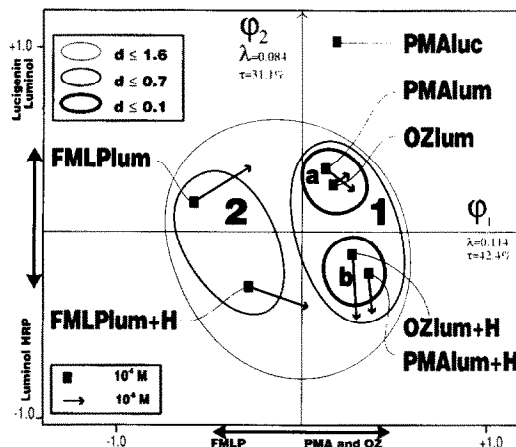 φ2
λ=0.084
τ=31.1%
+1.0
Lucigenin
Luminol
d ≤ 1.6
d ≤ 0.7
d ≤ 0.1
PMAluc
PMAlum
OZlum
FMLPlum
a
2
1
φ1
λ=0.114
τ=42.4%
b
FMLPlum+H
OZlum+H
PMAlum+H
Luminol HRP
10⁻⁴ M
-1.0
-1.0
FMLP
PMA and OZ
+1.0